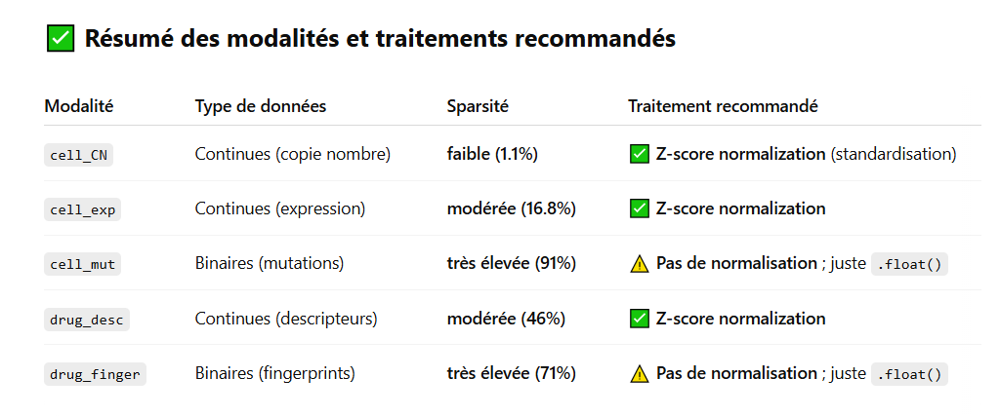 ✅ Résumé des modalités et traitements recommandés
Modalité Type de données Sparsité Traitement recommandé
cell_CN Continues (copie nombre) faible (1.1%) ✅ Z-score normalization (standardisation)
cell_exp Continues (expression) modérée (16.8%) ✅ Z-score normalization
cell_mut Binaires (mutations) très élevée (91%) ⚠️ Pas de normalisation ; juste .float()
drug_desc Continues (descripteurs) modérée (46%) ✅ Z-score normalization
drug_finger Binaires (fingerprints) très élevée (71%) ⚠️ Pas de normalisation ; juste .float()